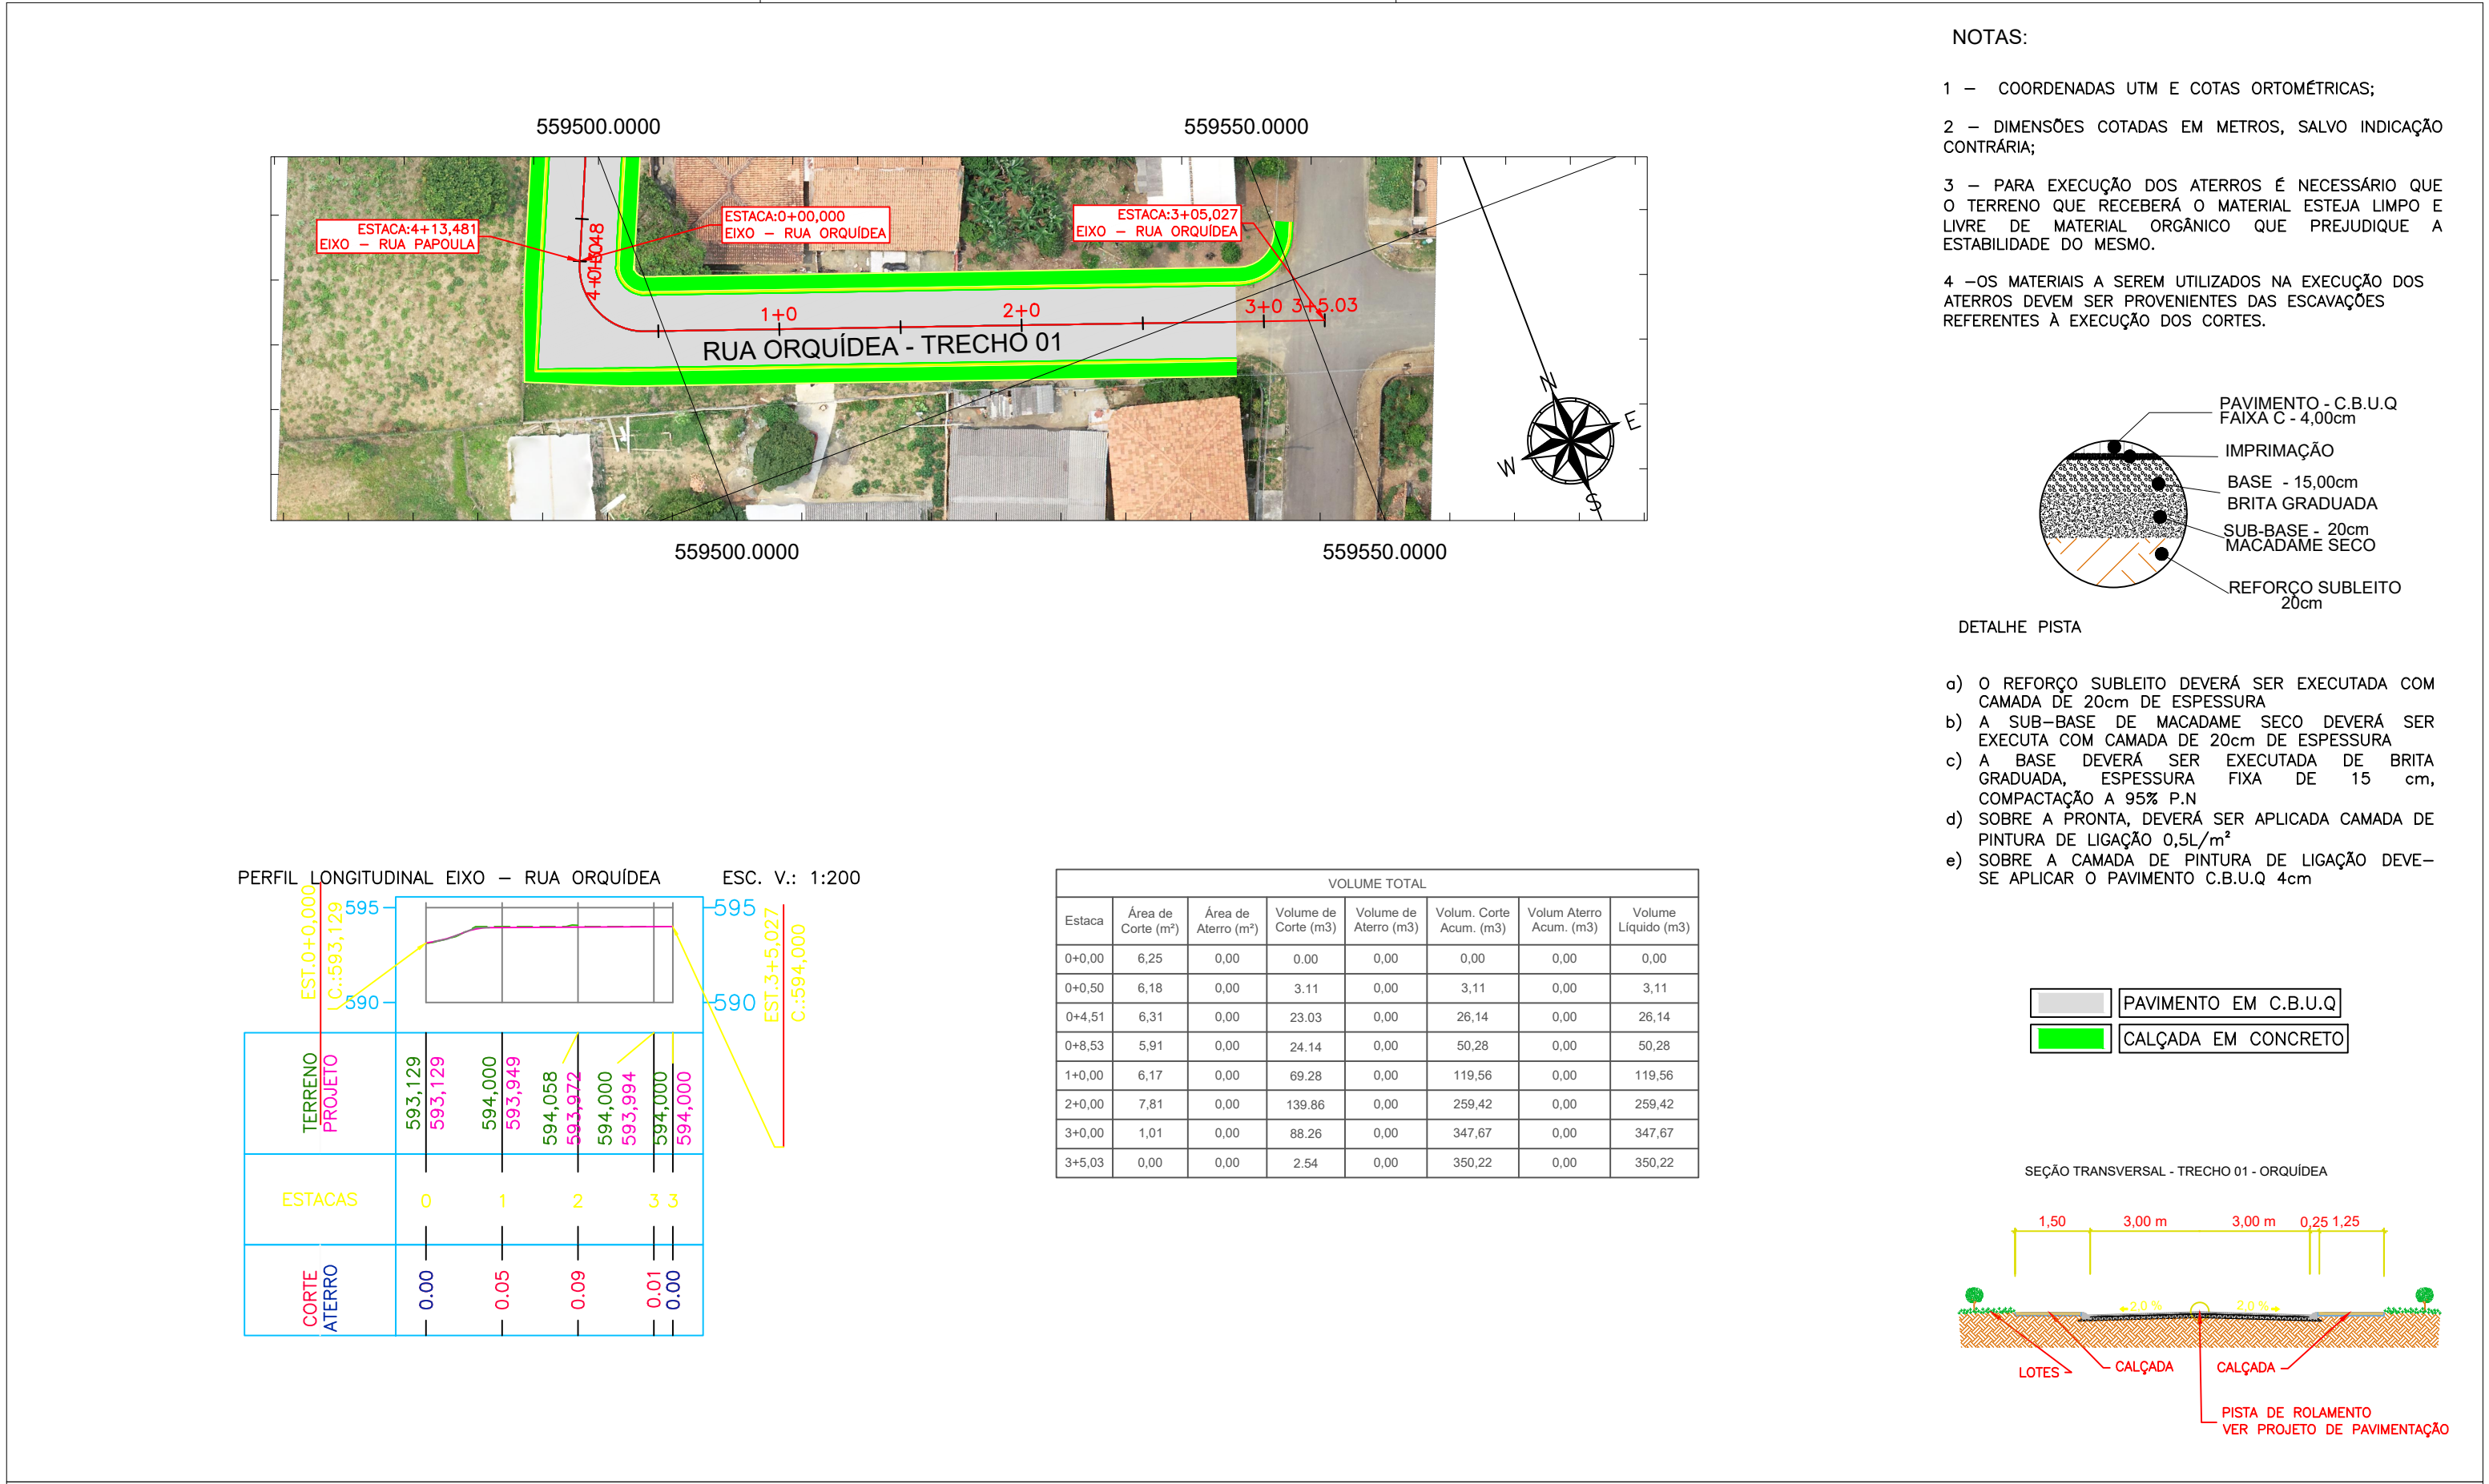 559500.0000
559550.0000
ESTACA:4+13,481
EIXO – RUA PAPOULA
ESTACA:0+00,000
EIXO – RUA ORQUÍDEA
ESTACA:3+05,027
EIXO – RUA ORQUÍDEA
1+0
2+0
3+0
3+5.03
RUA ORQUÍDEA - TRECHO 01
N
E
W
S
559500.0000
559550.0000
NOTAS:
1 – COORDENADAS UTM E COTAS ORTOMÉTRICAS;
2 – DIMENSÕES COTADAS EM METROS, SALVO INDICAÇÃO
CONTRÁRIA;
3 – PARA EXECUÇÃO DOS ATERROS É NECESSÁRIO QUE
O TERRENO QUE RECEBERÁ O MATERIAL ESTEJA LIMPO E
LIVRE DE MATERIAL ORGÂNICO QUE PREJUDIQUE A
ESTABILIDADE DO MESMO.
4 –OS MATERIAIS A SEREM UTILIZADOS NA EXECUÇÃO DOS
ATERROS DEVEM SER PROVENIENTES DAS ESCAVAÇÕES
REFERENTES À EXECUÇÃO DOS CORTES.
PAVIMENTO - C.B.U.Q
FAIXA C - 4,00cm
IMPRIMAÇÃO
BASE - 15,00cm
BRITA GRADUADA
SUB-BASE - 20cm
MACADAME SECO
REFORÇO SUBLEITO
20cm
DETALHE PISTA
a) O REFORÇO SUBLEITO DEVERÁ SER EXECUTADA COM
CAMADA DE 20cm DE ESPESSURA
b) A SUB–BASE DE MACADAME SECO DEVERÁ SER
EXECUTA COM CAMADA DE 20cm DE ESPESSURA
c) A BASE DEVERÁ SER EXECUTADA DE BRITA
GRADUADA, ESPESSURA FIXA DE 15 cm,
COMPACTAÇÃO A 95% P.N
d) SOBRE A PRONTA, DEVERÁ SER APLICADA CAMADA DE
PINTURA DE LIGAÇÃO 0,5L/m²
e) SOBRE A CAMADA DE PINTURA DE LIGAÇÃO DEVE–
SE APLICAR O PAVIMENTO C.B.U.Q 4cm
PERFIL LONGITUDINAL EIXO – RUA ORQUÍDEA ESC. V.: 1:200
EST.0+0,000
C.:593,129
595
590
595
590
EST.3+5,027
C.:594,000
TERRENO
PROJETO
593,129
593,129
594,000
593,949
594,058
593,972
594,000
593,994
594,000
594,000
ESTACAS 0 1 2 3 3
CORTE
ATERRO
0.00
0.05
0.09
0.01
0.00
VOLUME TOTAL
Estaca Área de Corte (m²) Área de Aterro (m²) Volume de Corte (m3) Volume de Aterro (m3) Volum. Corte Acum. (m3) Volum Aterro Acum. (m3) Volume Líquido (m3)
0+0,00 6,25 0,00 0.00 0,00 0,00 0,00 0,00
0+0,50 6,18 0,00 3.11 0,00 3,11 0,00 3,11
0+4,51 6,31 0,00 23.03 0,00 26,14 0,00 26,14
0+8,53 5,91 0,00 24.14 0,00 50,28 0,00 50,28
1+0,00 6,17 0,00 69.28 0,00 119,56 0,00 119,56
2+0,00 7,81 0,00 139.86 0,00 259,42 0,00 259,42
3+0,00 1,01 0,00 88.26 0,00 347,67 0,00 347,67
3+5,03 0,00 0,00 2.54 0,00 350,22 0,00 350,22
PAVIMENTO EM C.B.U.Q
CALÇADA EM CONCRETO
SEÇÃO TRANSVERSAL - TRECHO 01 - ORQUÍDEA
1,50 3,00 m 3,00 m 0,25 1,25
2,0 % 2,0 %
LOTES
CALÇADA
CALÇADA
PISTA DE ROLAMENTO
VER PROJETO DE PAVIMENTAÇÃO